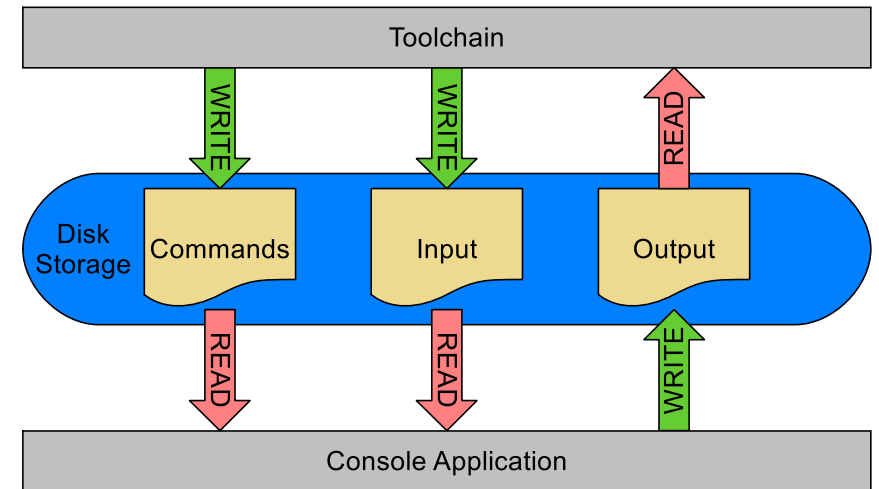 Toolchain
WRITE
WRITE
READ
Disk
Storage
Commands
Input
Output
READ
READ
WRITE
Console Application